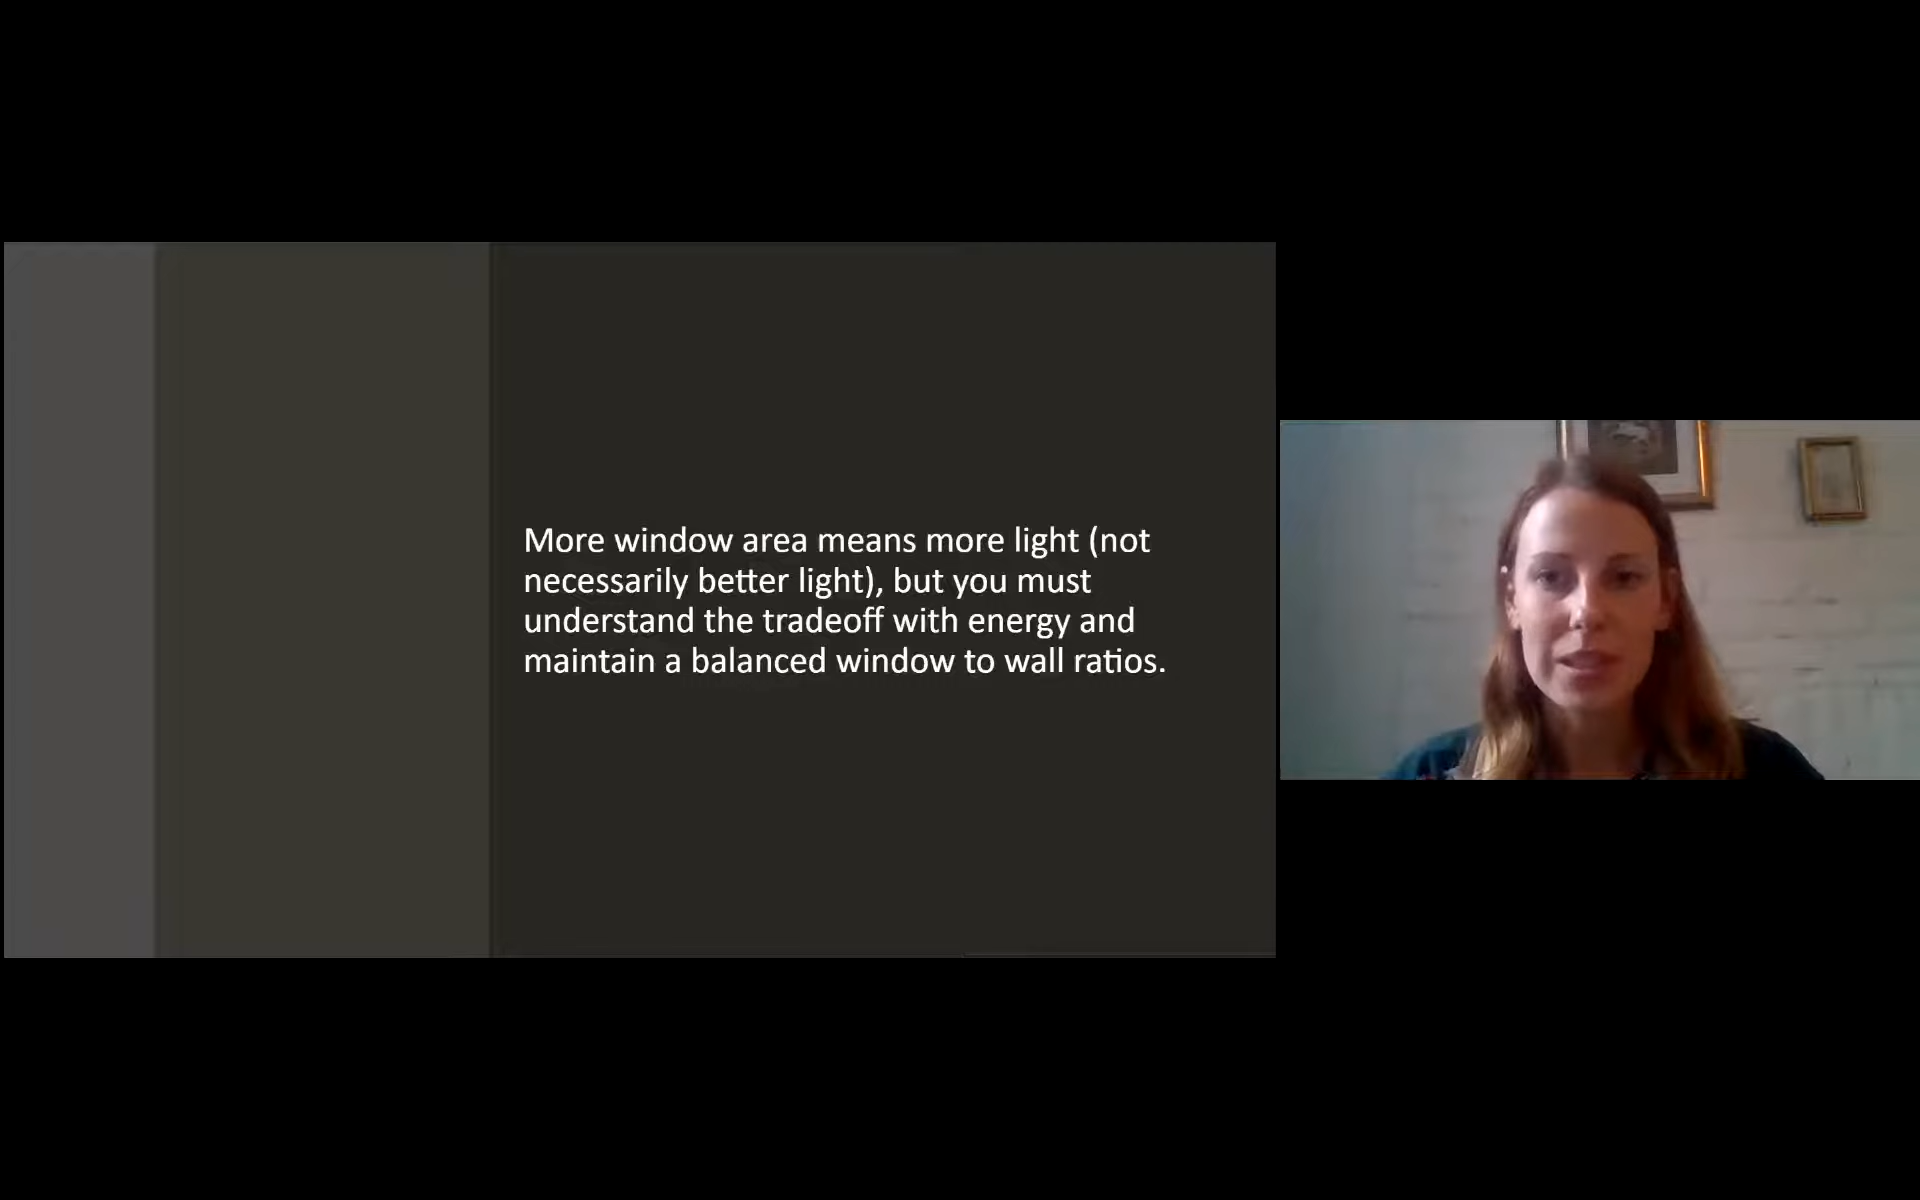 More window area means more light (not
necessarily better light), but you must
understand the tradeoff with energy and
maintain a balanced window to wall ratios.